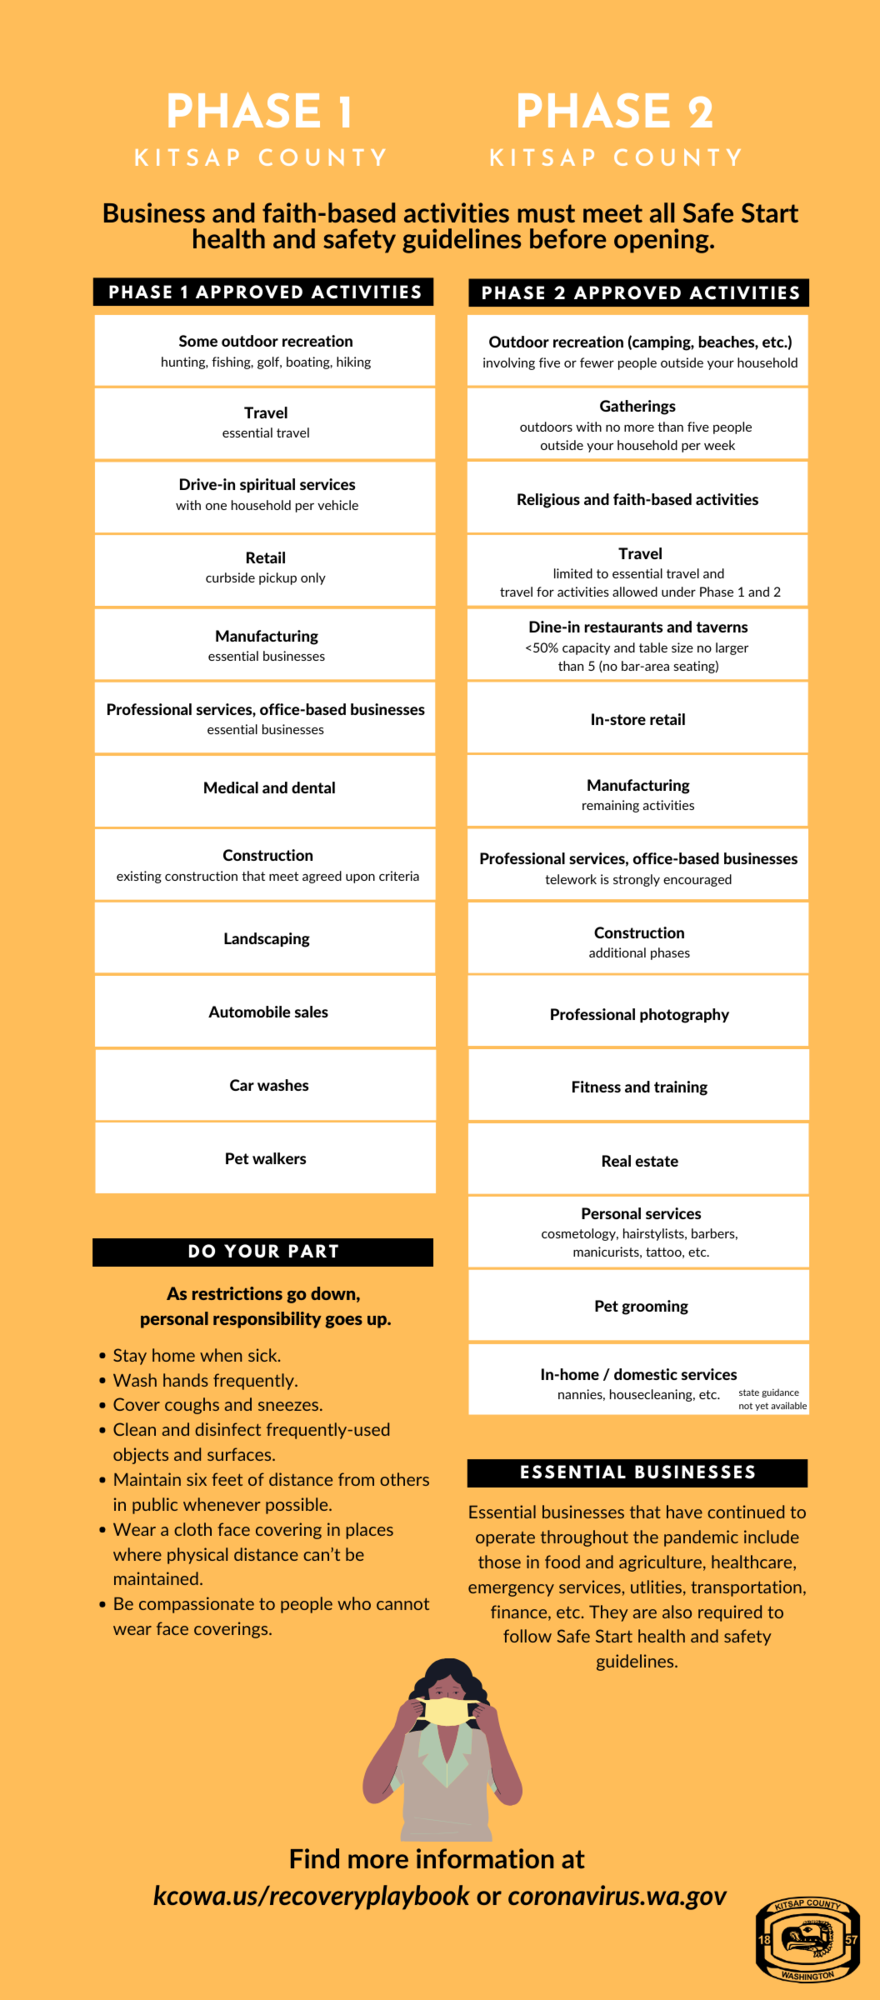 PHASE 1
KITSAP COUNTY
PHASE 2
KITSAP COUNTY
Business and faith-based activities must meet all Safe Start
health and safety guidelines before opening.
PHASE 1 APPROVED ACTIVITIES
Some outdoor recreation
hunting, fishing, golf, boating, hiking
Travel
essential travel
Drive-in spiritual services
with one household per vehicle
Retail
curbside pickup only
Manufacturing
essential businesses
Professional services, office-based businesses
essential businesses
Medical and dental
Construction
existing construction that meet agreed upon criteria
Landscaping
Automobile sales
Car washes
Pet walkers
DO YOUR PART
As restrictions go down,
personal responsibility goes up.
• Stay home when sick.
• Wash hands frequently.
• Cover coughs and sneezes.
• Clean and disinfect frequently-used
objects and surfaces.
• Maintain six feet of distance from others
in public whenever possible.
• Wear a cloth face covering in places
where physical distance can't be
maintained.
• Be compassionate to people who cannot
wear face coverings.
PHASE 2 APPROVED ACTIVITIES
Outdoor recreation (camping, beaches, etc.)
involving five or fewer people outside your household
Gatherings
outdoors with no more than five people
outside your household per week
Religious and faith-based activities
Travel
limited to essential travel and
travel for activities allowed under Phase 1 and 2
Dine-in restaurants and taverns
<50% capacity and table size no larger
than 5 (no bar-area seating)
In-store retail
Manufacturing
remaining activities
Professional services, office-based businesses
telework is strongly encouraged
Construction
additional phases
Professional photography
Fitness and training
Real estate
Personal services
cosmetology, hairstylists, barbers,
manicurists, tattoo, etc.
Pet grooming
In-home / domestic services
nannies, housecleaning, etc.
state guidance
not yet available
ESSENTIAL BUSINESSES
Essential businesses that have continued to
operate throughout the pandemic include
those in food and agriculture, healthcare,
emergency services, utlities, transportation,
finance, etc. They are also required to
follow Safe Start health and safety
guidelines.
Find more information at
kcowa.us/recoveryplaybook or coronavirus.wa.gov
KITSAP COUNTY
18 57
WASHINGTON